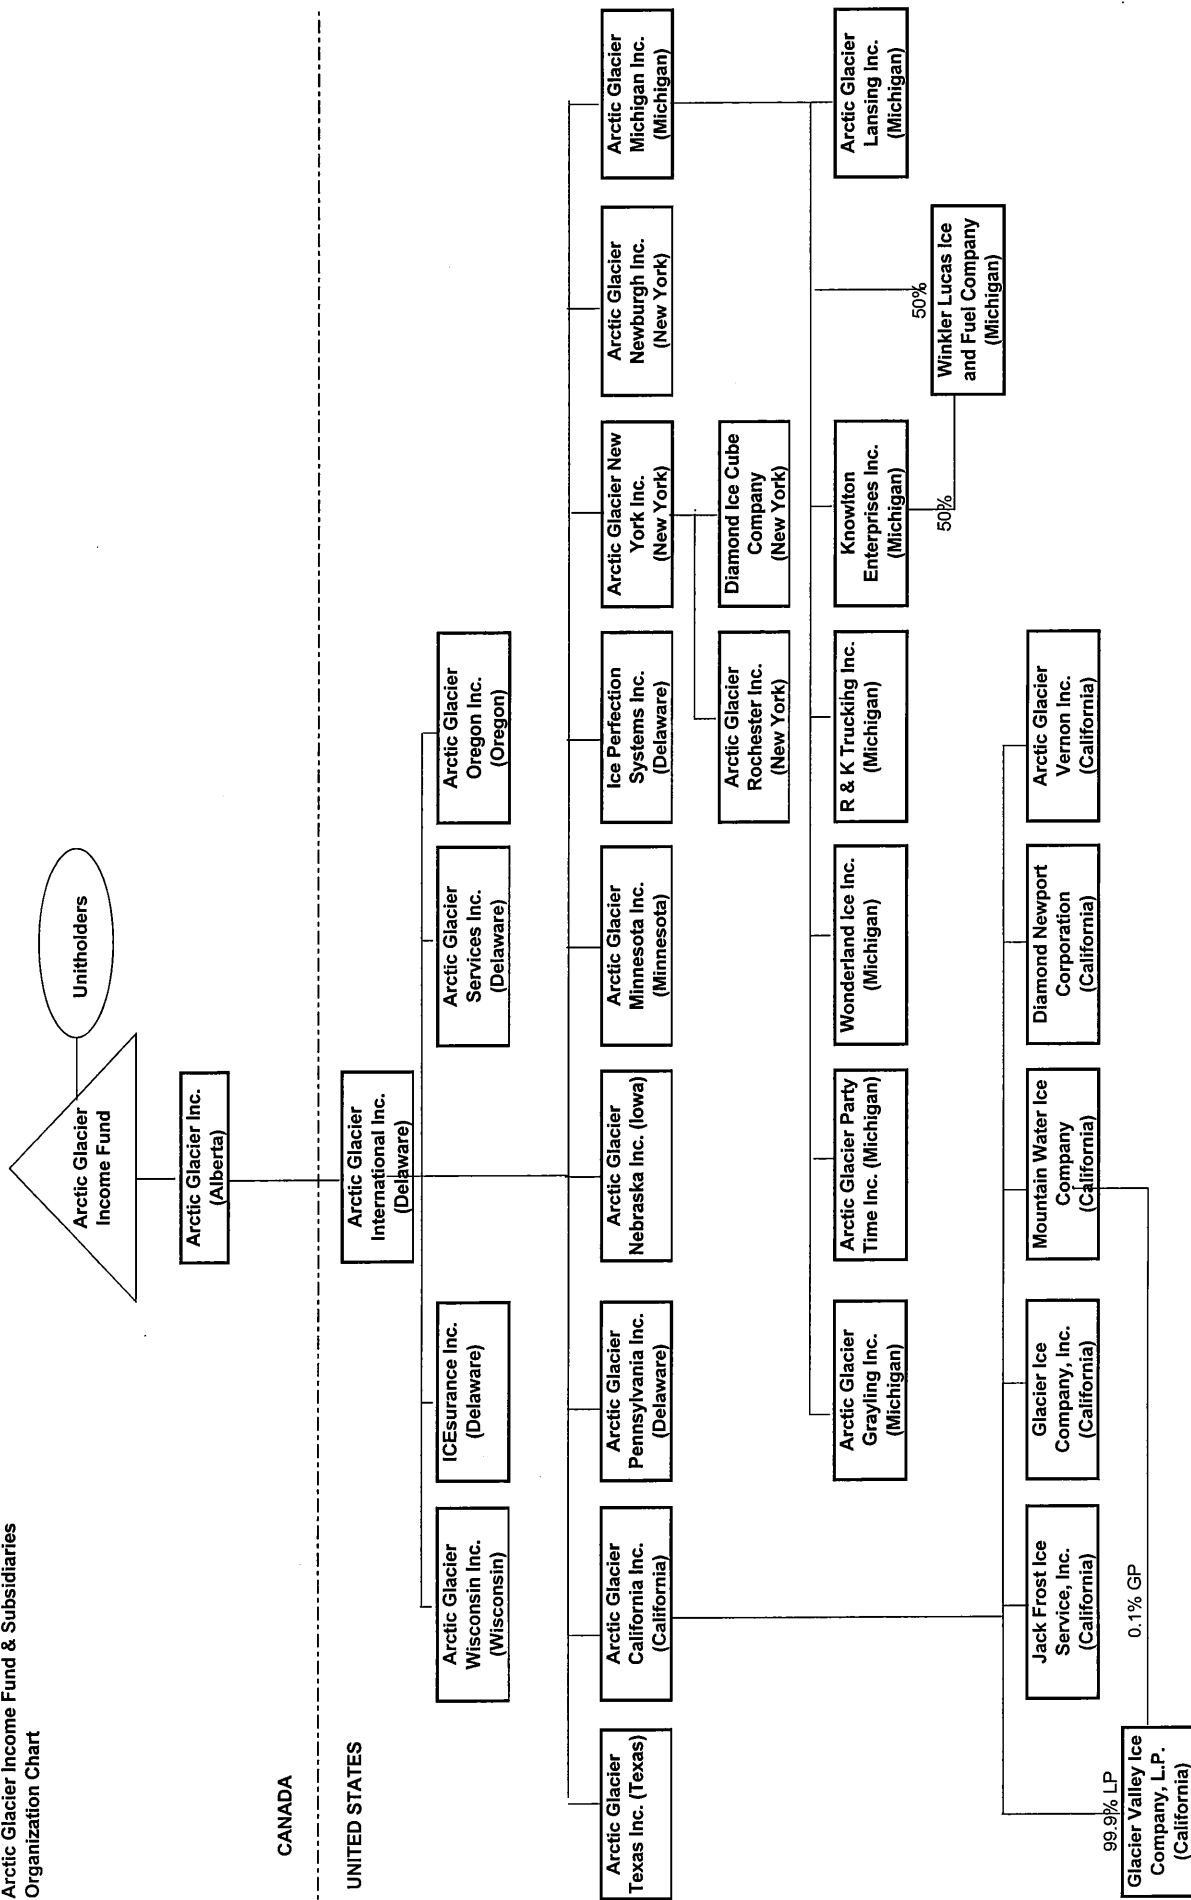 Arctic Glacier Income Fund & Subsidiaries
Organization Chart
Unitholders
Arctic Glacier
Income Fund
Arctic Glacier Inc.
(Alberta)
CANADA
UNITED STATES
Arctic Glacier
International Inc.
(Delaware)
Arctic Glacier
Wisconsin Inc.
(Wisconsin)
ICEsurance Inc.
(Delaware)
Arctic Glacier
Services Inc.
(Delaware)
Arctic Glacier
Oregon Inc.
(Oregon)
Arctic Glacier
Texas Inc. (Texas)
Arctic Glacier
California Inc.
(California)
Arctic Glacier
Pennsylvania Inc.
(Delaware)
Arctic Glacier
Nebraska Inc. (Iowa)
Arctic Glacier
Minnesota Inc.
(Minnesota)
Ice Perfection
Systems Inc.
(Delaware)
Arctic Glacier New
York Inc.
(New York)
Arctic Glacier
Newburgh Inc.
(New York)
Arctic Glacier
Michigan Inc.
(Michigan)
Arctic Glacier
Rochester Inc.
(New York)
Diamond Ice Cube
Company
(New York)
Arctic Glacier
Grayling Inc.
(Michigan)
Arctic Glacier Party
Time Inc. (Michigan)
Wonderland Ice Inc.
(Michigan)
R & K Trucking Inc.
(Michigan)
Knowlton
Enterprises Inc.
(Michigan)
Arctic Glacier
Lansing Inc.
(Michigan)
50%
50%
Winkler Lucas Ice
and Fuel Company
(Michigan)
Jack Frost Ice
Service, Inc.
(California)
Glacier Ice
Company, Inc.
(California)
Mountain Water Ice
Company
(California)
Diamond Newport
Corporation
(California)
Arctic Glacier
Vernon Inc.
(California)
99.9% LP
0.1% GP
Glacier Valley Ice
Company, L.P.
(California)